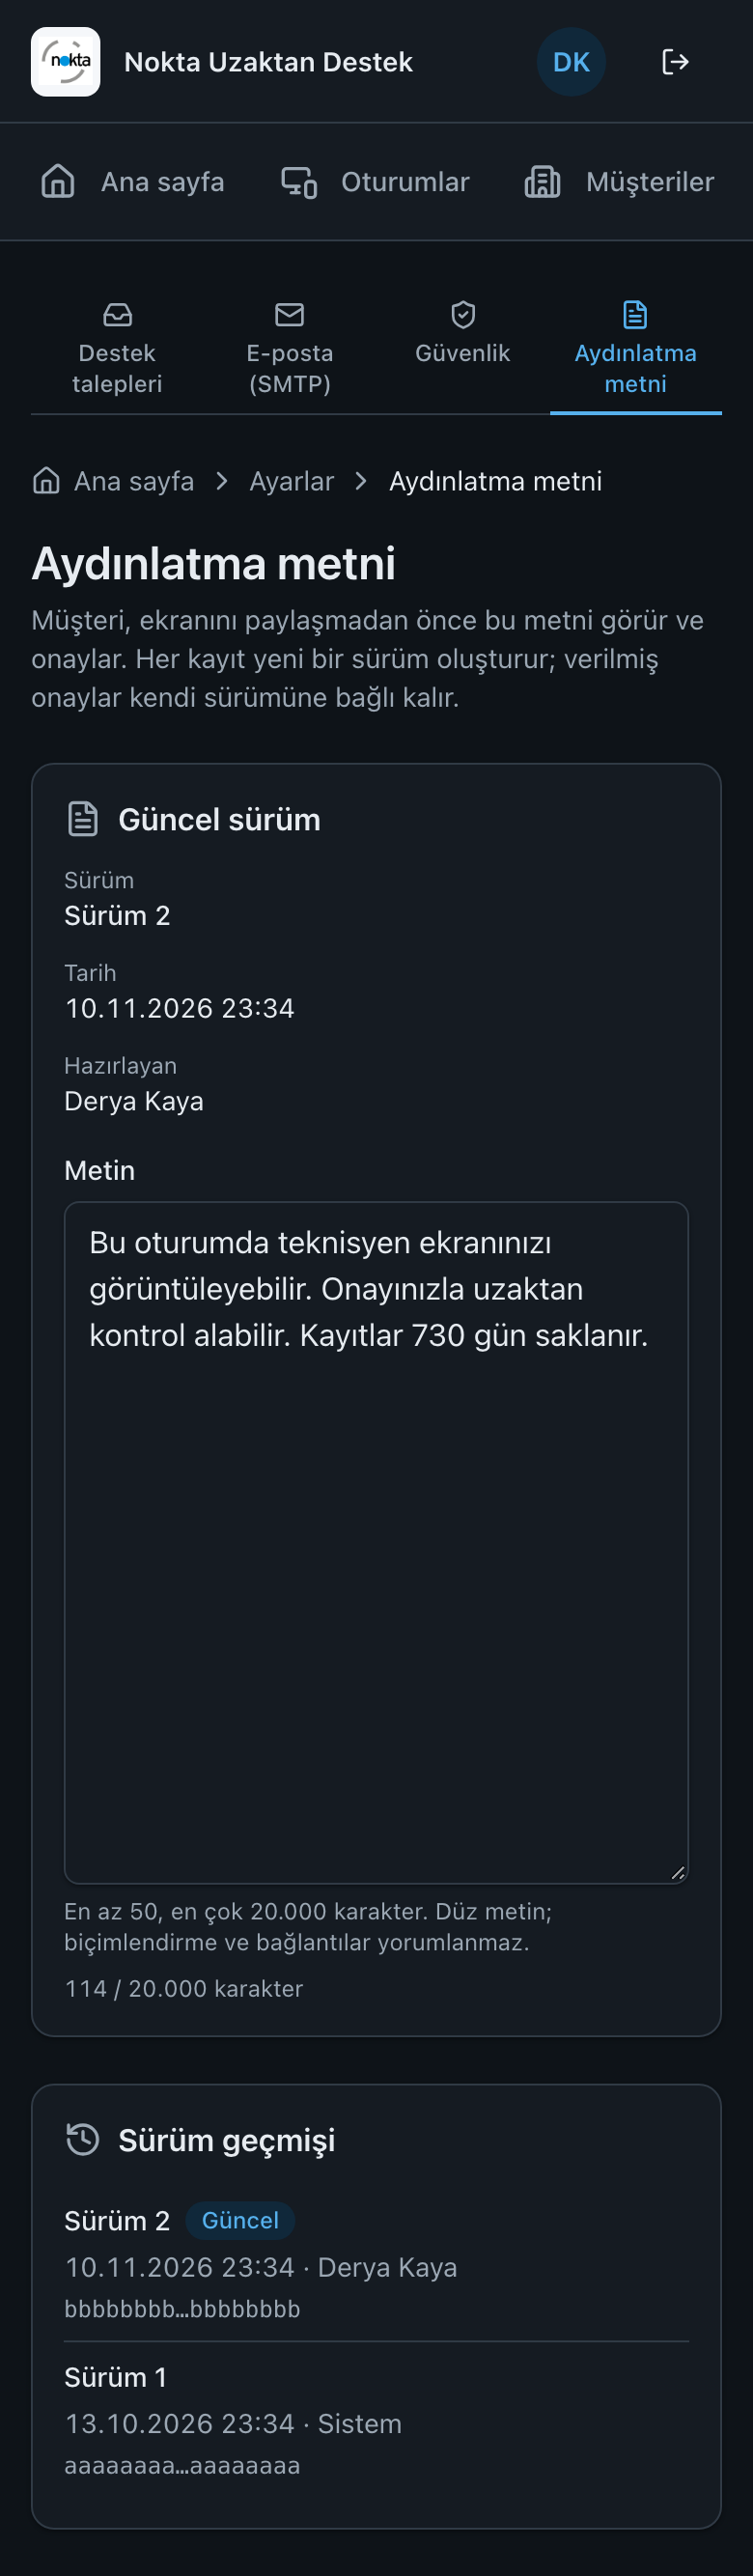 nokta
Nokta Uzaktan Destek
DK
Ana sayfa
Oturumlar
Müşteriler
Destek
talepleri
E-posta
(SMTP)
Güvenlik
Aydınlatma
metni
Ana sayfa
Ayarlar
Aydınlatma metni
Aydınlatma metni
Müşteri, ekranını paylaşmadan önce bu metni görür ve
onaylar. Her kayıt yeni bir sürüm oluşturur; verilmiş
onaylar kendi sürümüne bağlı kalır.
Güncel sürüm
Sürüm
Sürüm 2
Tarih
10.11.2026 23:34
Hazırlayan
Derya Kaya
Metin
Bu oturumda teknisyen ekranınızı
görüntüleyebilir. Onayınızla uzaktan
kontrol alabilir. Kayıtlar 730 gün saklanır.
En az 50, en çok 20.000 karakter. Düz metin;
biçimlendirme ve bağlantılar yorumlanmaz.
114 / 20.000 karakter
Sürüm geçmişi
Sürüm 2
Güncel
10.11.2026 23:34 · Derya Kaya
bbbbbbbb…bbbbbbbb
Sürüm 1
13.10.2026 23:34 · Sistem
aaaaaaaa…aaaaaaaa